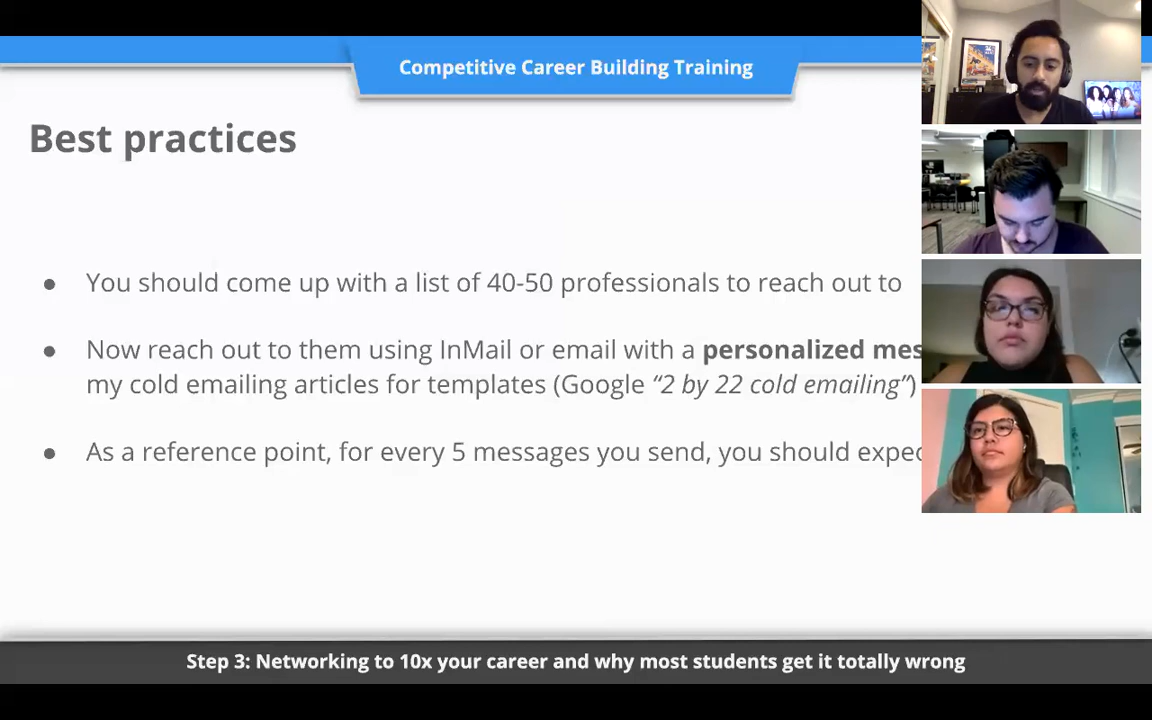 Competitive Career Building Training
Best practices
● You should come up with a list of 40-50 professionals to reach out to
● Now reach out to them using InMail or email with a personalized mes
my cold emailing articles for templates (Google “2 by 22 cold emailing”)
● As a reference point, for every 5 messages you send, you should expec
Step 3: Networking to 10x your career and why most students get it totally wrong